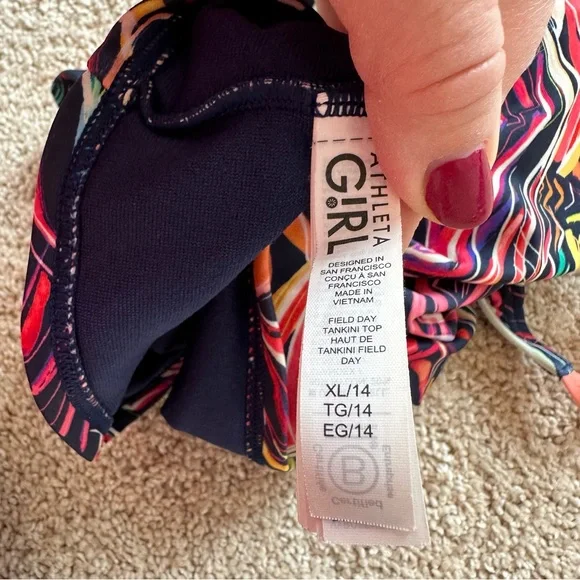 ATHLETA
GIRL
DESIGNED IN
SAN FRANCISCO
CONÇU À SAN
FRANCISCO
MADE IN
VIETNAM
FIELD DAY
TANKINI TOP
HAUT DE
TANKINI FIELD
DAY
XL/14
TG/14
EG/14
B
Certified